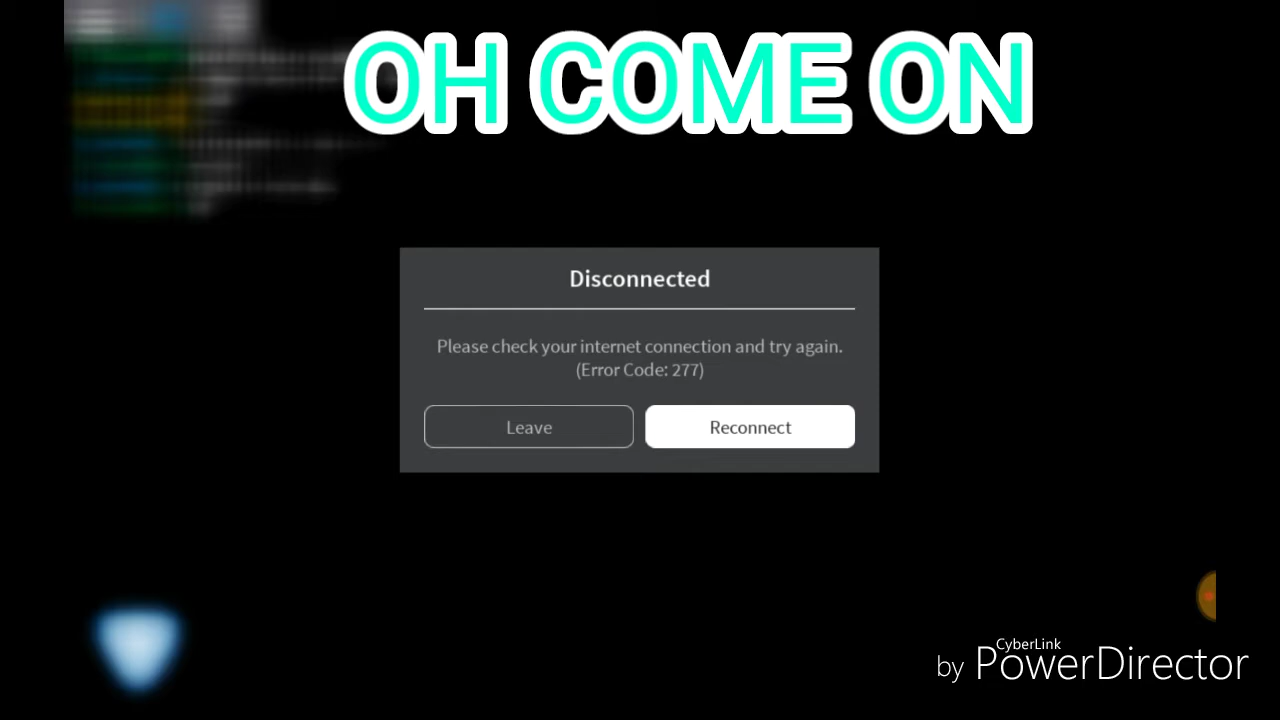 OH COME ON
Disconnected
Please check your internet connection and try again.
(Error Code: 277)
Leave
Reconnect
CyberLink
by PowerDirector